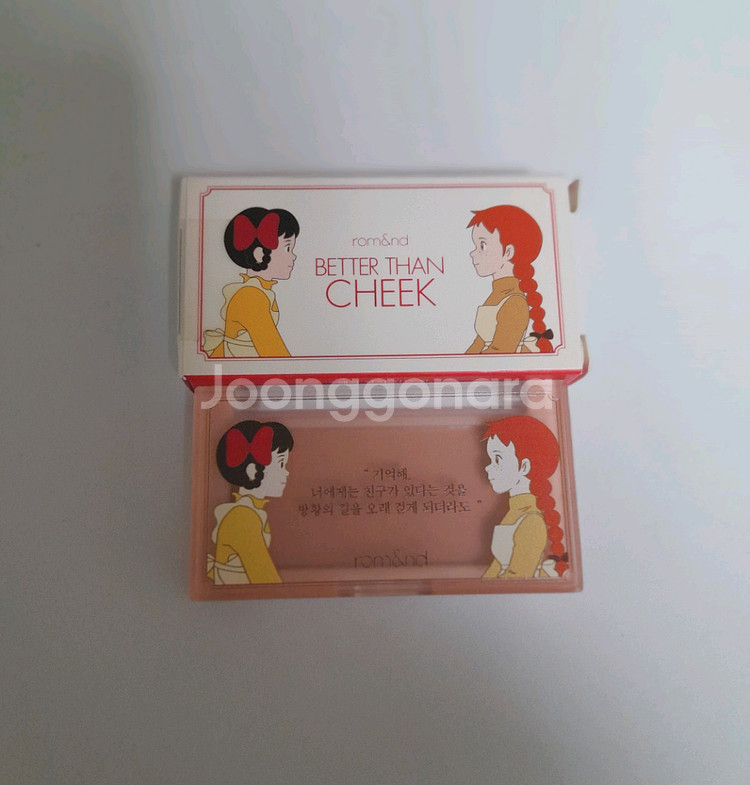 rom&nd
BETTER THAN
CHEEK
Joonggonara
“ 기억해,
너에게는 친구가 있다는 것을
방황의 길을 오래 걷게 되더라도 ”
rom&nd